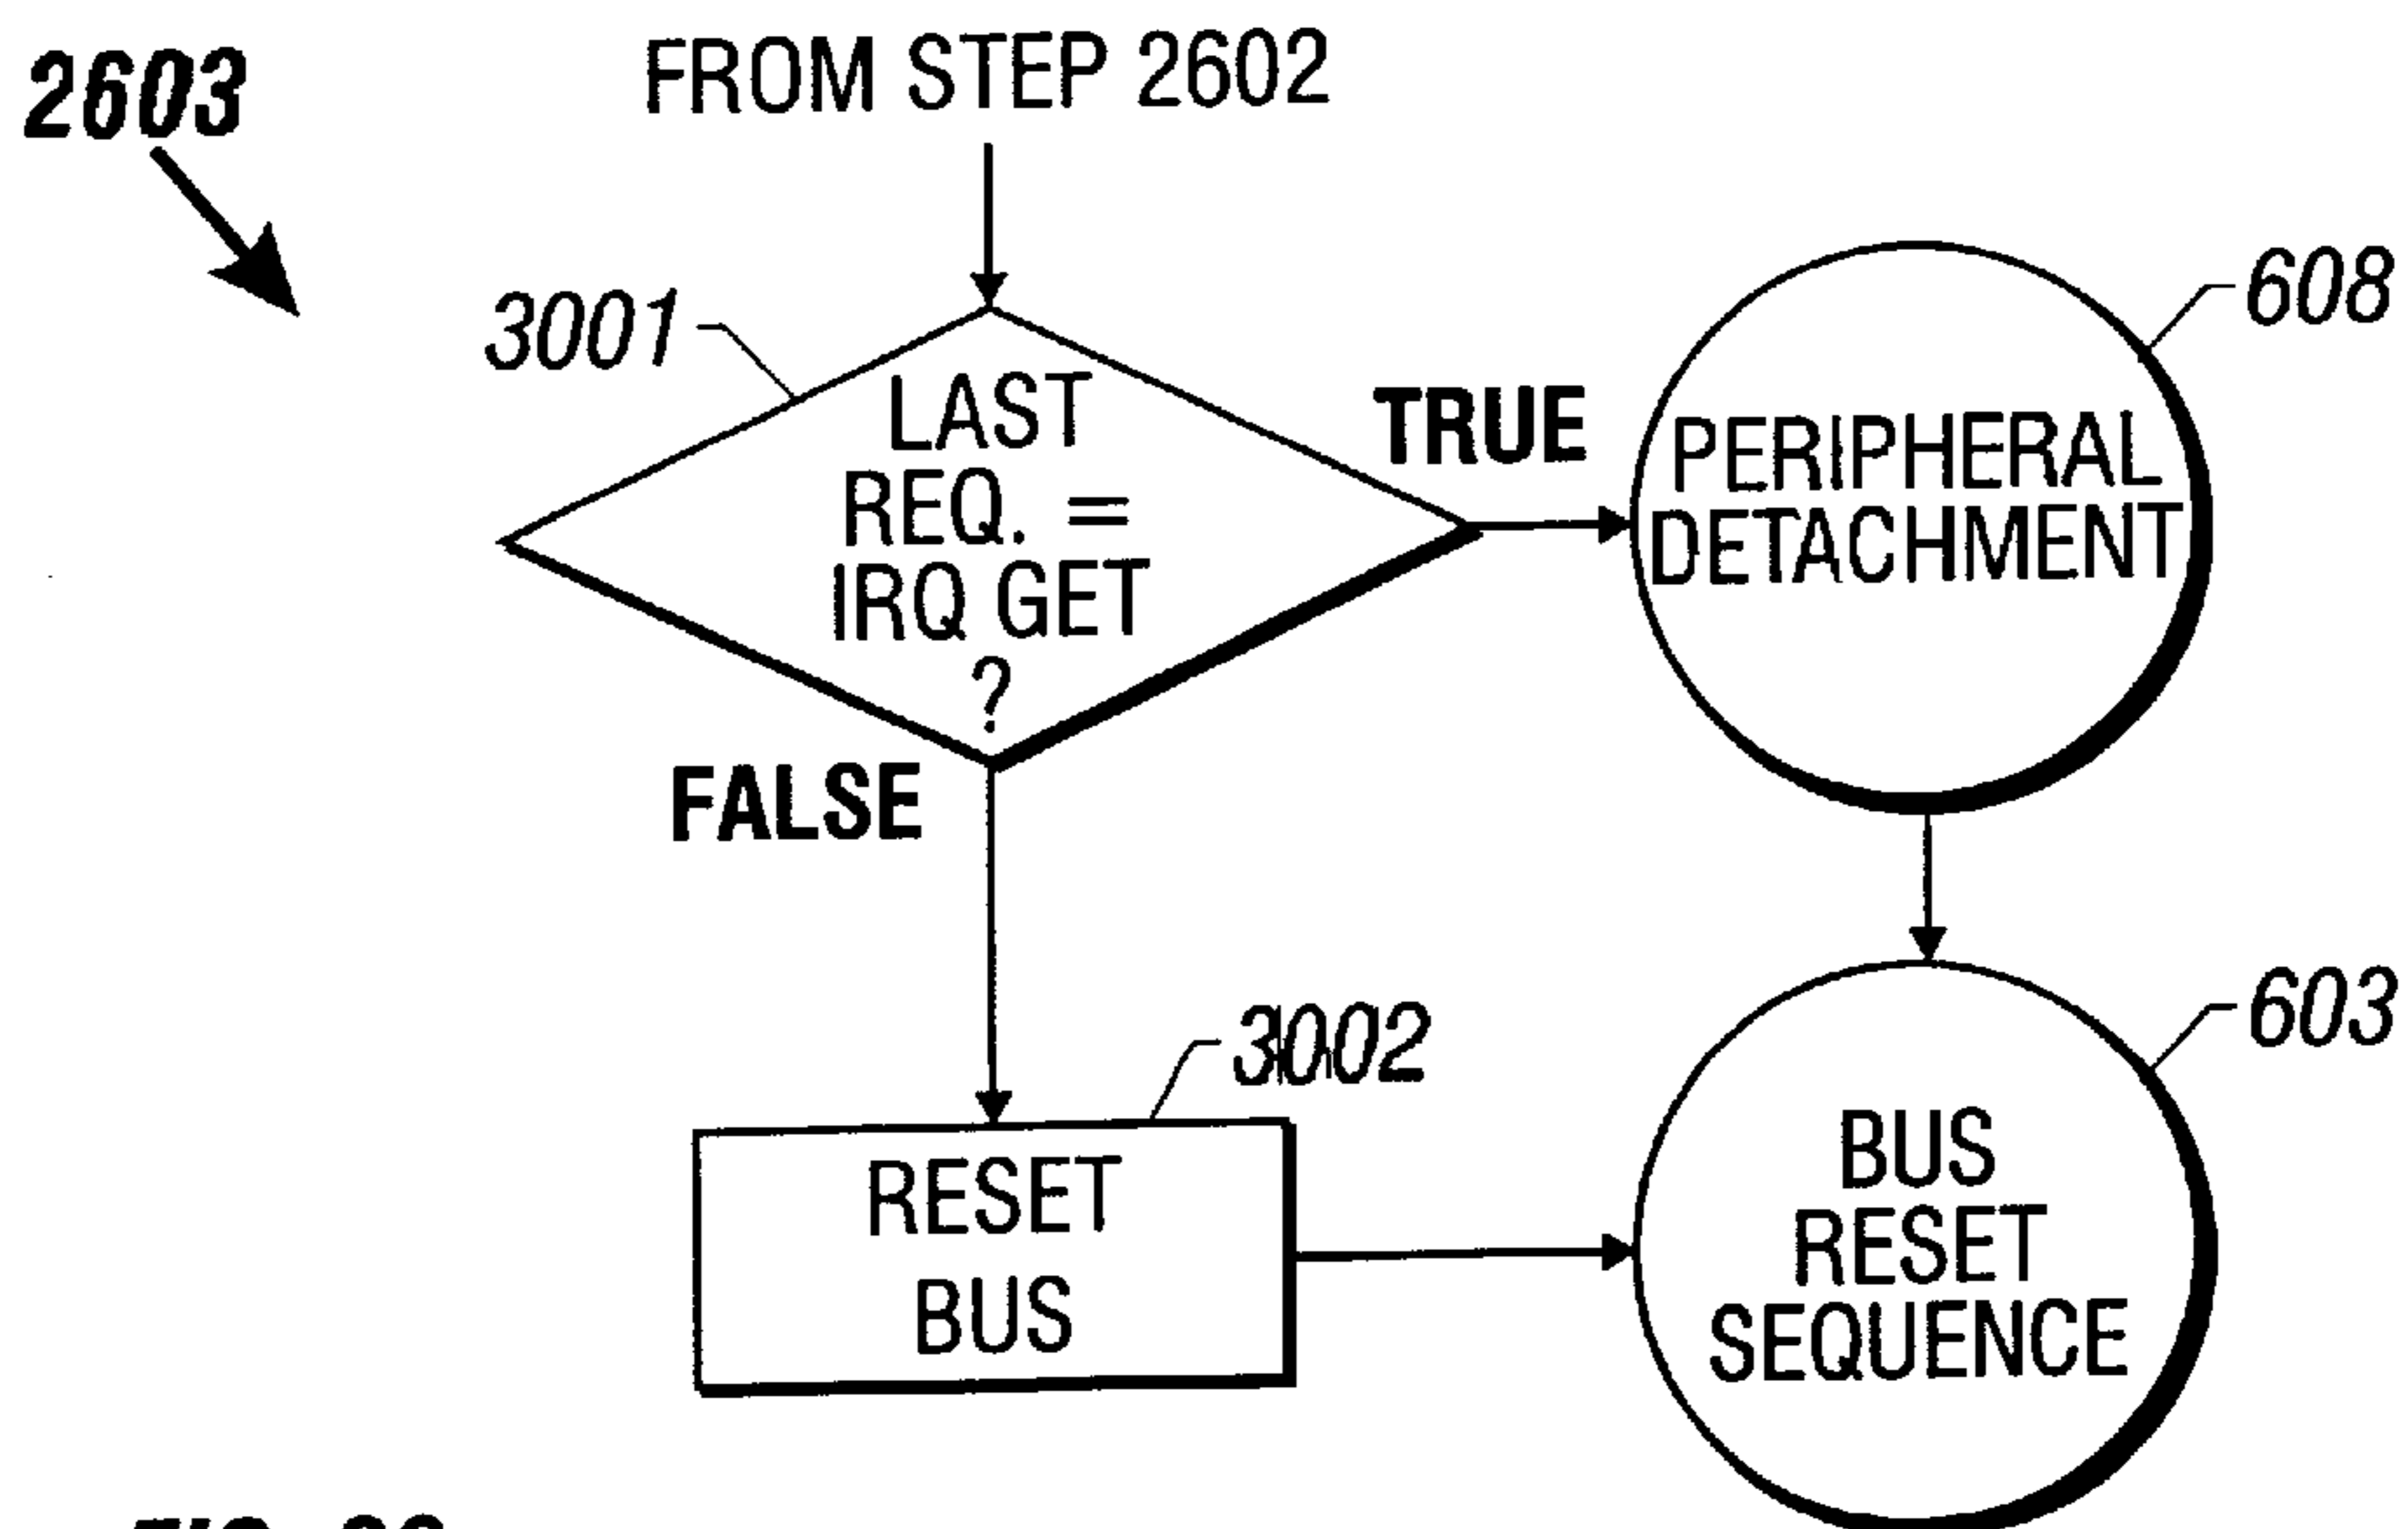 2603
FROM STEP 2602
3001
LAST
REQ. =
IRQ GET
?
TRUE
608
PERIPHERAL
DETACHMENT
FALSE
3002
RESET
BUS
603
BUS
RESET
SEQUENCE